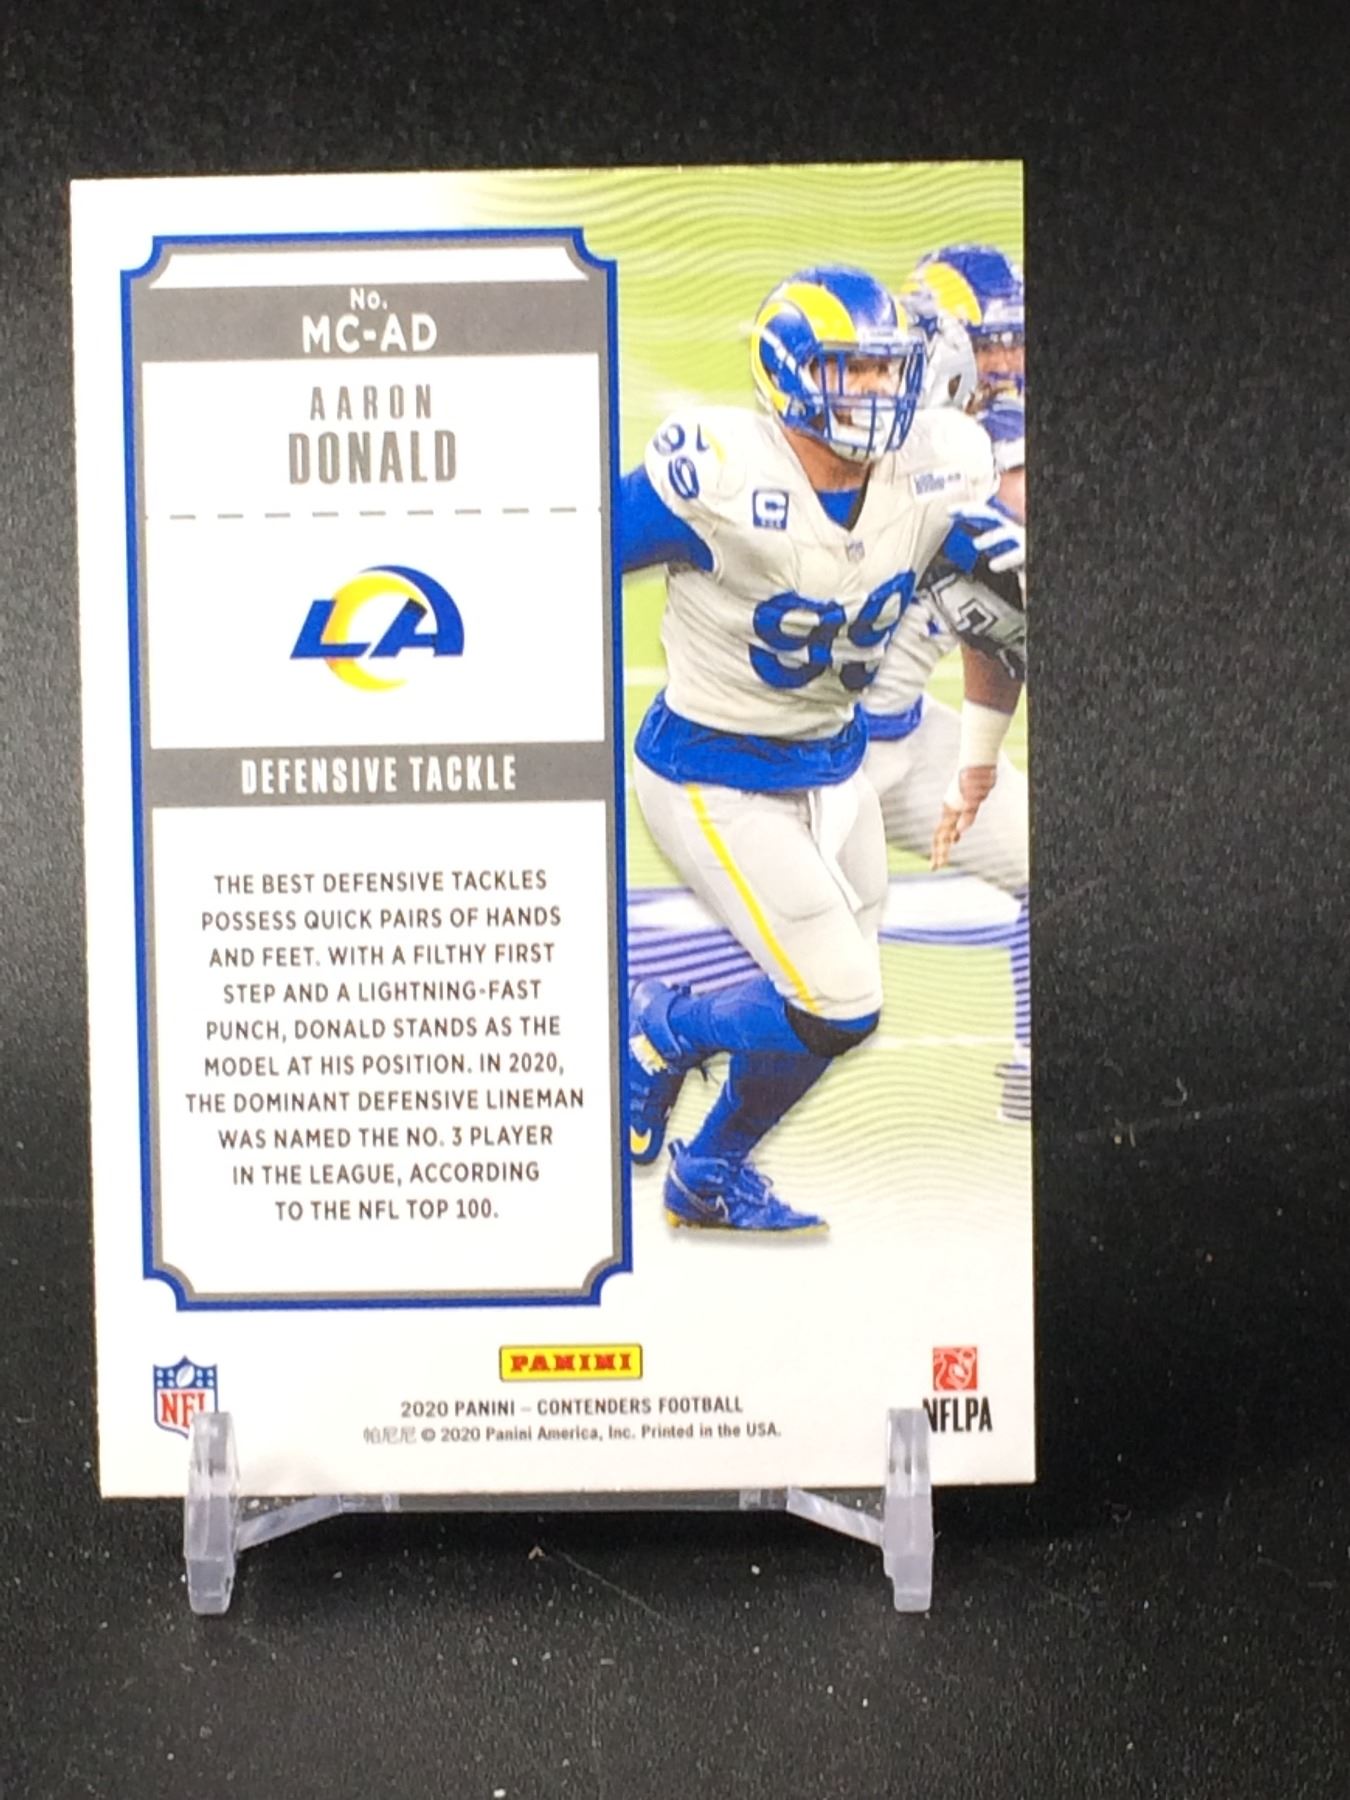 No.
MC-AD
AARON
DONALD
LA
DEFENSIVE TACKLE
THE BEST DEFENSIVE TACKLES
POSSESS QUICK PAIRS OF HANDS
AND FEET. WITH A FILTHY FIRST
STEP AND A LIGHTNING-FAST
PUNCH, DONALD STANDS AS THE
MODEL AT HIS POSITION. IN 2020,
THE DOMINANT DEFENSIVE LINEMAN
WAS NAMED THE NO. 3 PLAYER
IN THE LEAGUE, ACCORDING
TO THE NFL TOP 100.
99
C
99
NFL
PANINI
2020 PANINI – CONTENDERS FOOTBALL
帕尼尼 © 2020 Panini America, Inc. Printed in the USA.
NFLPA